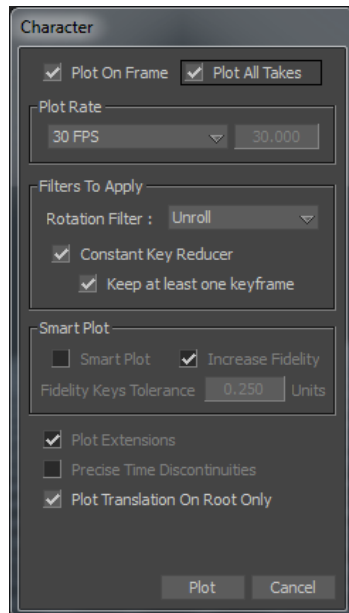 Character
Plot On Frame Plot All Takes
Plot Rate
30 FPS 30.000
Filters To Apply
Rotation Filter : Unroll
Constant Key Reducer
Keep at least one keyframe
Smart Plot
Smart Plot Increase Fidelity
Fidelity Keys Tolerance 0.250 Units
Plot Extensions
Precise Time Discontinuities
Plot Translation On Root Only
Plot Cancel